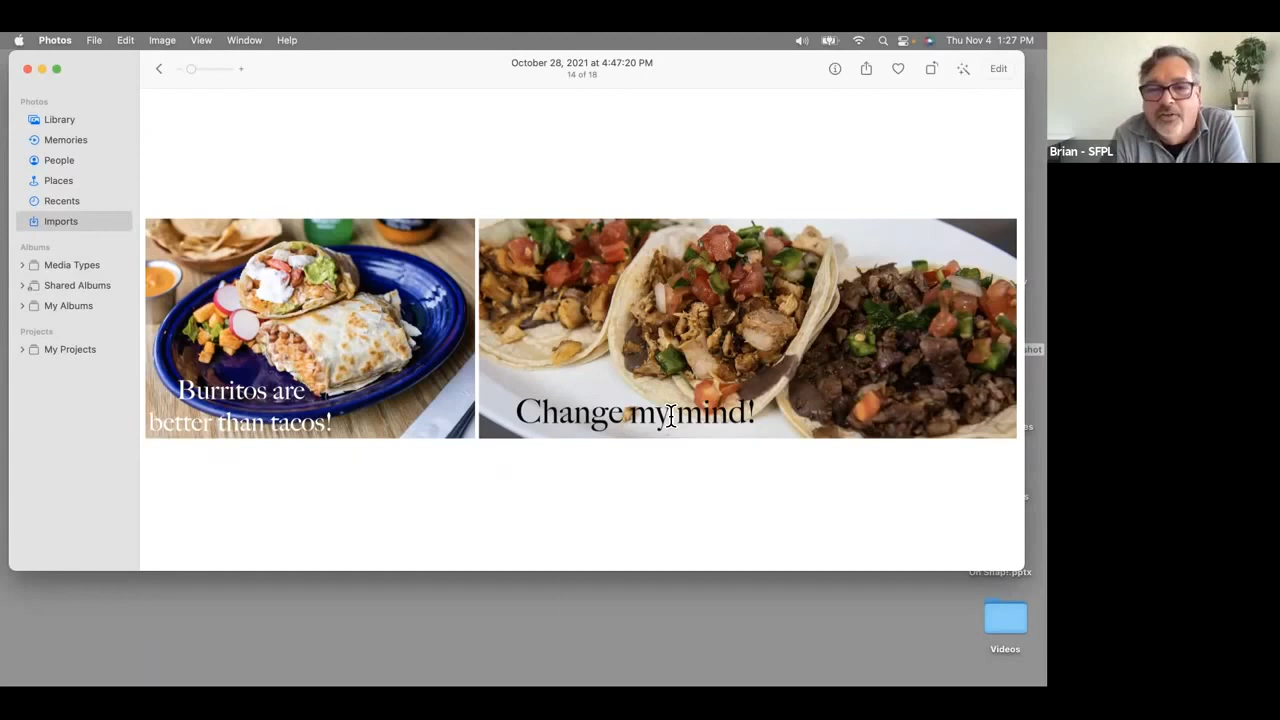 Photos File Edit Image View Window Help
Thu Nov 4 1:27 PM
October 28, 2021 at 4:47:20 PM
14 of 18
Edit
Photos
Library
Memories
People
Places
Recents
Imports
Albums
Media Types
Shared Albums
My Albums
Projects
My Projects
Burritos are
better than tacos!
Change my mind!
Brian - SFPL
Videos